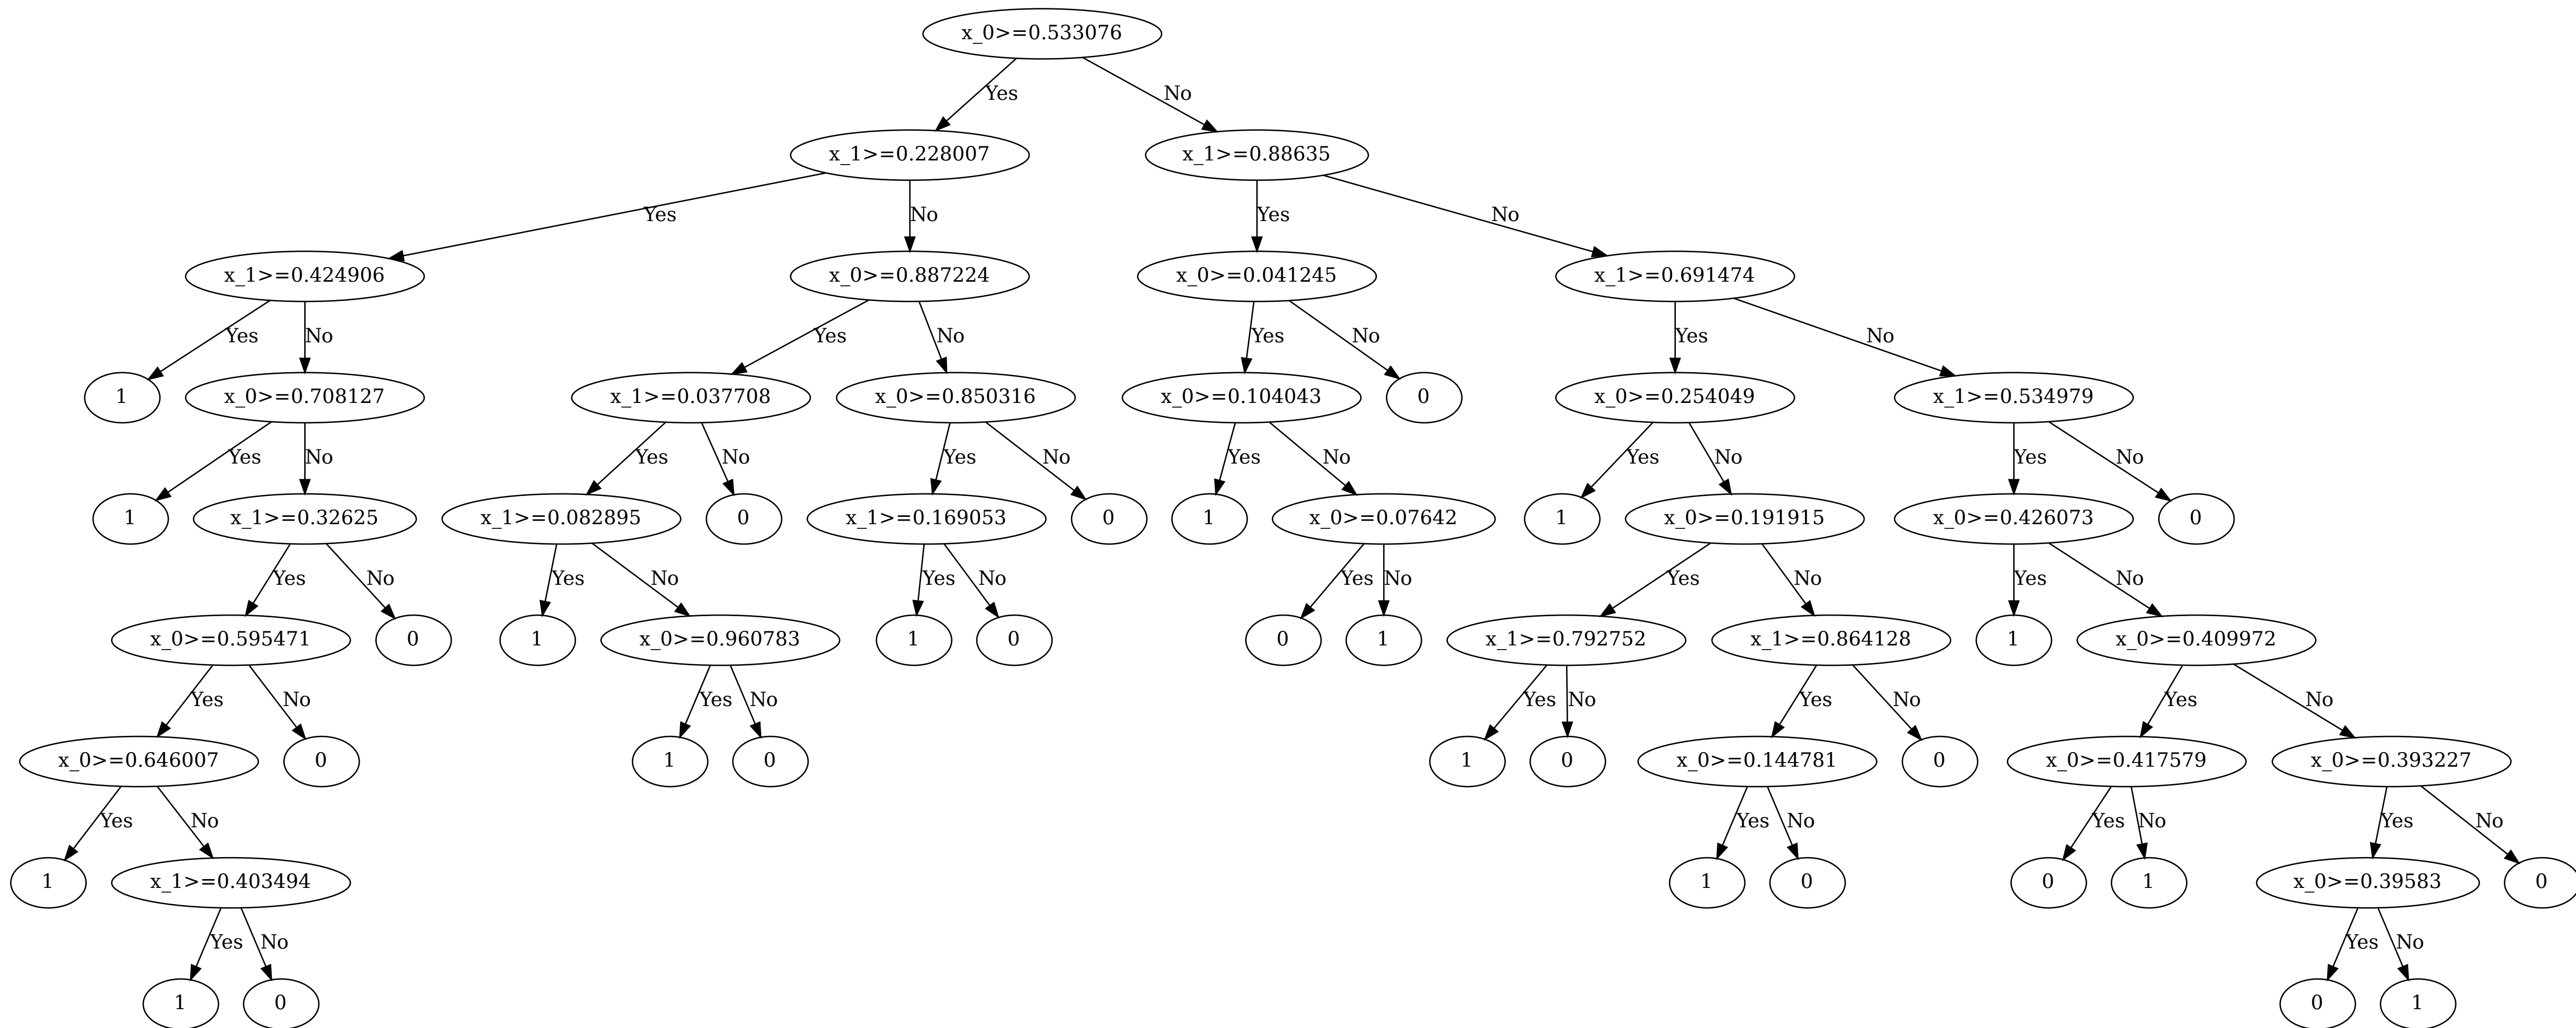 x_0>=0.533076
Yes No
x_1>=0.228007 x_1>=0.88635
Yes No Yes No
x_1>=0.424906 x_0>=0.887224 x_0>=0.041245 x_1>=0.691474
Yes No Yes No Yes No Yes No
1 x_0>=0.708127 x_1>=0.037708 x_0>=0.850316 x_0>=0.104043 0 x_0>=0.254049 x_1>=0.534979
Yes No Yes No Yes No Yes No Yes No Yes No
1 x_1>=0.32625 x_1>=0.082895 0 x_1>=0.169053 0 1 x_0>=0.07642 1 x_0>=0.191915 x_0>=0.426073 0
Yes No Yes No Yes No Yes No Yes No Yes No
x_0>=0.595471 0 1 x_0>=0.960783 1 0 0 1 x_1>=0.792752 x_1>=0.864128 1 x_0>=0.409972
Yes No Yes No Yes No Yes No Yes No
x_0>=0.646007 0 1 0 1 0 x_0>=0.144781 0 x_0>=0.417579 x_0>=0.393227
Yes No Yes No Yes No Yes No
1 x_1>=0.403494 1 0 0 1 x_0>=0.39583 0
Yes No Yes No
1 0 0 1